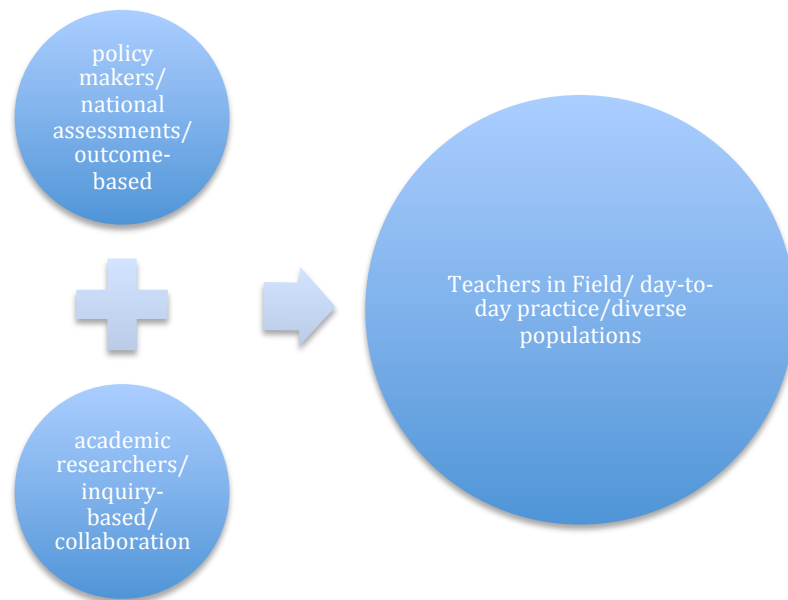 policy
makers/
national
assessments/
outcome-
based
Teachers in Field/ day-to-
day practice/diverse
populations
academic
researchers/
inquiry-
based/
collaboration